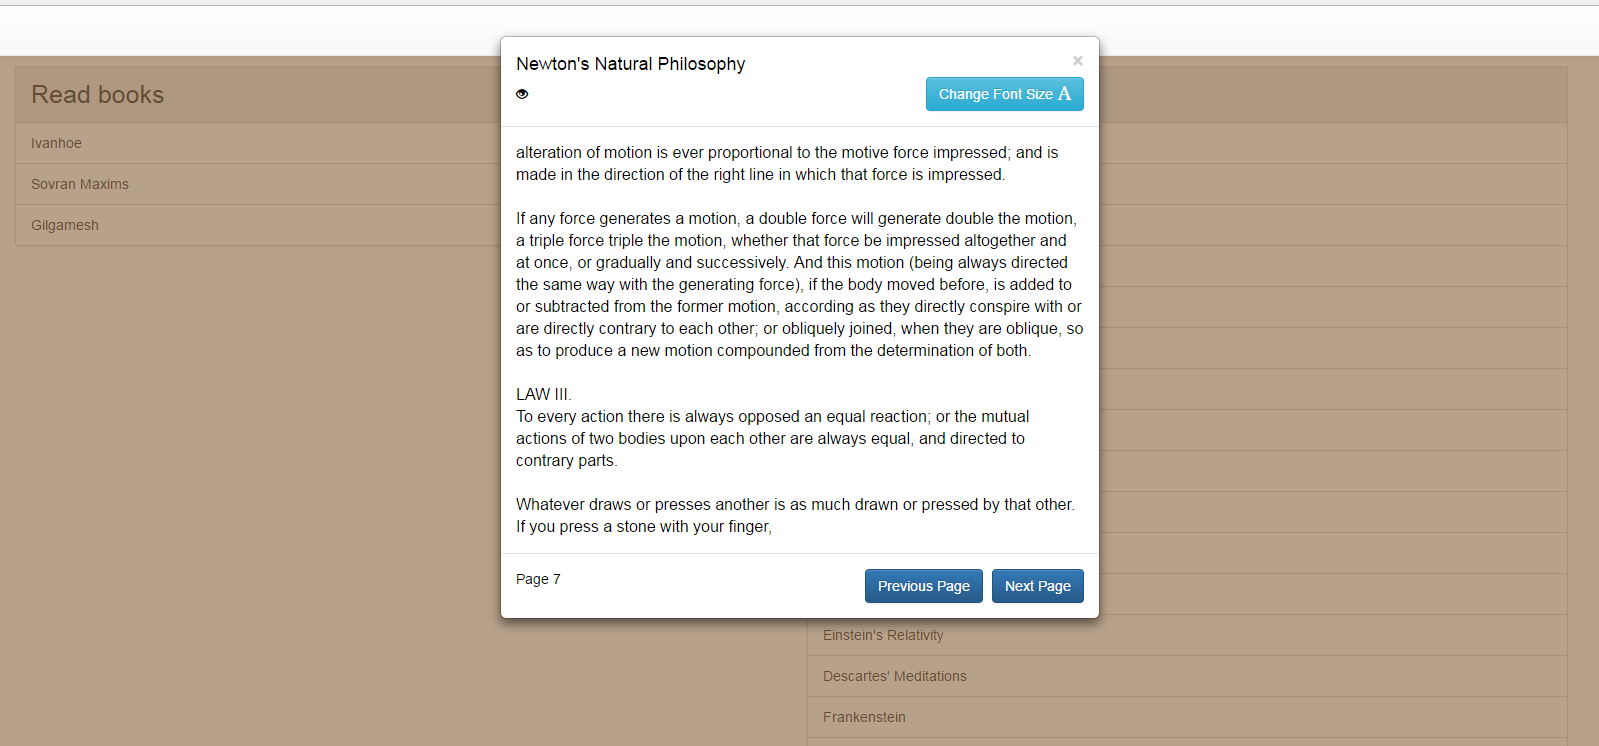 Newton's Natural Philosophy
×
Change Font Size A
Read books
Ivanhoe
Sovran Maxims
Gilgamesh
alteration of motion is ever proportional to the motive force impressed; and is
made in the direction of the right line in which that force is impressed.
If any force generates a motion, a double force will generate double the motion,
a triple force triple the motion, whether that force be impressed altogether and
at once, or gradually and successively. And this motion (being always directed
the same way with the generating force), if the body moved before, is added to
or subtracted from the former motion, according as they directly conspire with or
are directly contrary to each other; or obliquely joined, when they are oblique, so
as to produce a new motion compounded from the determination of both.
LAW III.
To every action there is always opposed an equal reaction; or the mutual
actions of two bodies upon each other are always equal, and directed to
contrary parts.
Whatever draws or presses another is as much drawn or pressed by that other.
If you press a stone with your finger,
Page 7
Previous Page
Next Page
Einstein's Relativity
Descartes' Meditations
Frankenstein